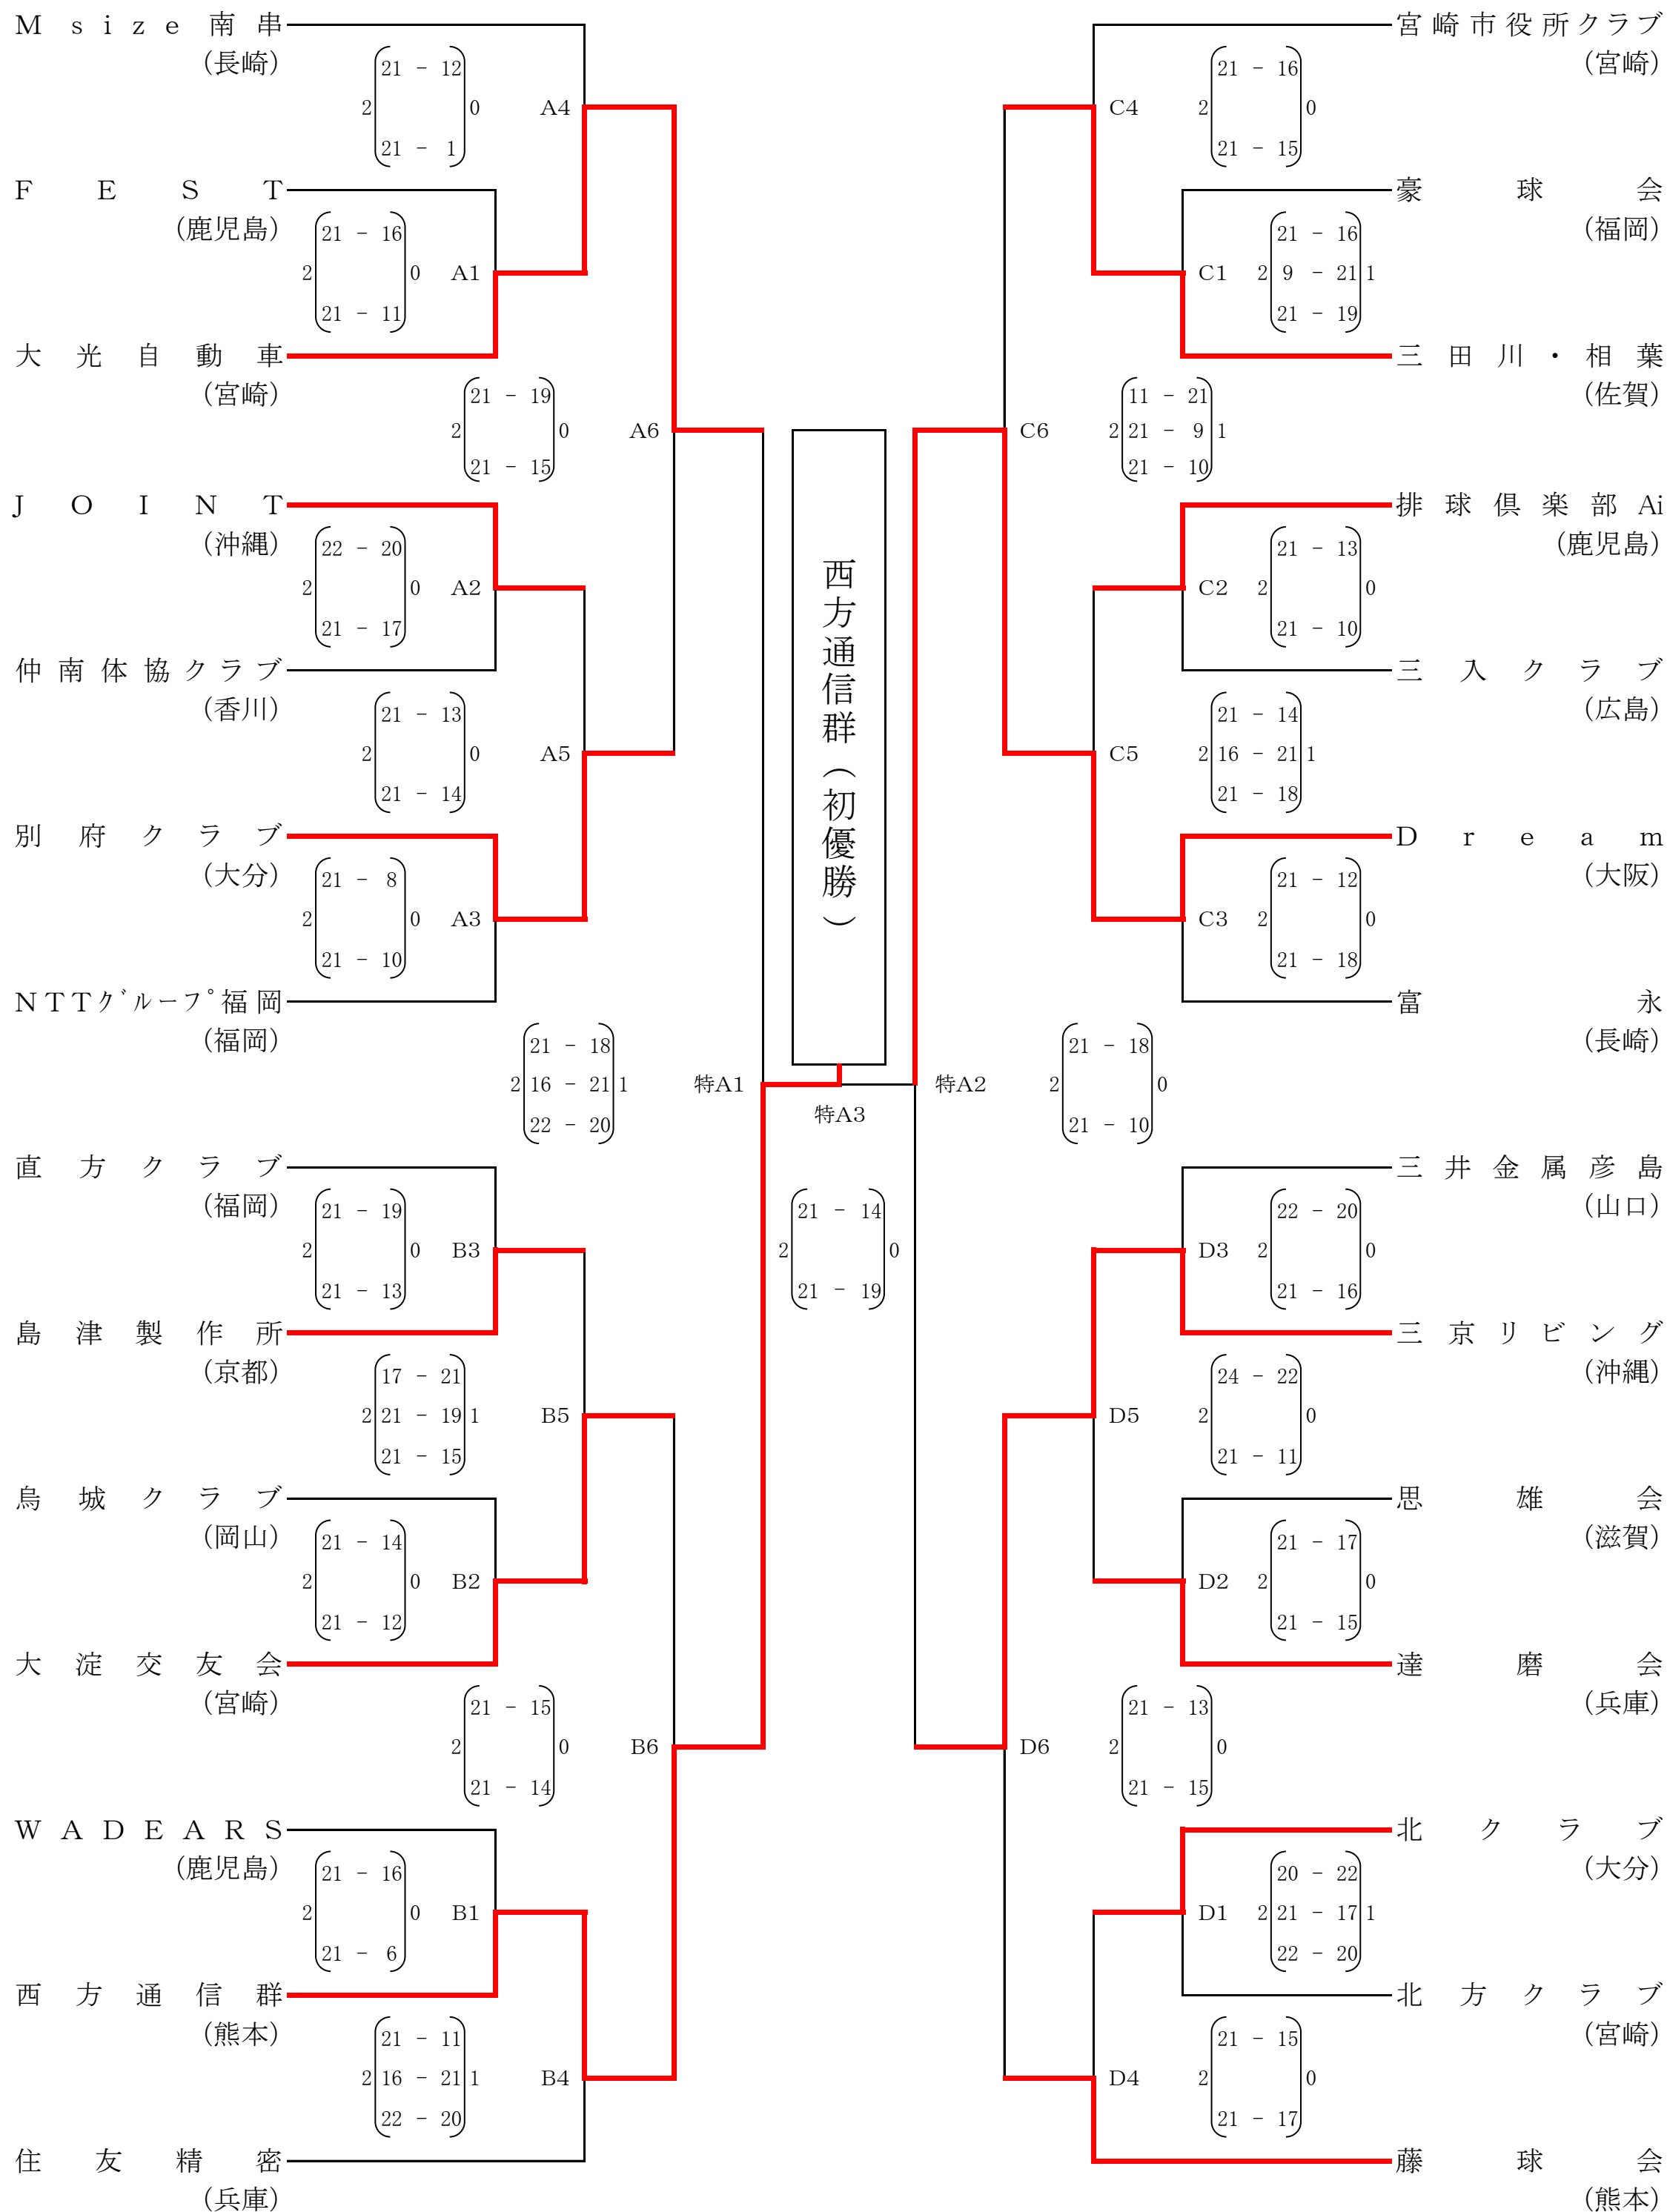 Msize南串
(長崎)
21 - 12
2 0 A4
21 - 1
FEST
(鹿児島)
21 - 16
2 0 A1
21 - 11
大光自動車
(宮崎)
21 - 19
2 0 A6
21 - 15
JOINT
(沖縄)
22 - 20
2 0 A2
21 - 17
仲南体協クラブ
(香川)
21 - 13
2 0 A5
21 - 14
別府クラブ
(大分)
21 - 8
2 0 A3
21 - 10
NTTグループ福岡
(福岡)
21 - 18
2 16 - 21 1 特A1
22 - 20
直方クラブ
(福岡)
21 - 19
2 0 B3
21 - 13
島津製作所
(京都)
17 - 21
2 21 - 19 1 B5
21 - 15
烏城クラブ
(岡山)
21 - 14
2 0 B2
21 - 12
大淀交友会
(宮崎)
21 - 15
2 0 B6
21 - 14
WADEARS
(鹿児島)
21 - 16
2 0 B1
21 - 6
西方通信群
(熊本)
21 - 11
2 16 - 21 1 B4
22 - 20
住友精密
(兵庫)
西方通信群(初優勝)
特A3
21 - 14
2 0
21 - 19
宮崎市役所クラブ
(宮崎)
21 - 16
C4 2 0
21 - 15
豪球会
(福岡)
21 - 16
C1 2 9 - 21 1
21 - 19
三田川・相葉
(佐賀)
11 - 21
C6 2 21 - 9 1
21 - 10
排球倶楽部Ai
(鹿児島)
21 - 13
C2 2 0
21 - 10
三入クラブ
(広島)
21 - 14
C5 2 16 - 21 1
21 - 18
Dream
(大阪)
21 - 12
C3 2 0
21 - 18
富永
(長崎)
21 - 18
特A2 2 0
21 - 10
三井金属彦島
(山口)
22 - 20
D3 2 0
21 - 16
三京リビング
(沖縄)
24 - 22
D5 2 0
21 - 11
思雄会
(滋賀)
21 - 17
D2 2 0
21 - 15
達磨会
(兵庫)
21 - 13
D6 2 0
21 - 15
北クラブ
(大分)
20 - 22
D1 2 21 - 17 1
22 - 20
北方クラブ
(宮崎)
21 - 15
D4 2 0
21 - 17
藤球会
(熊本)